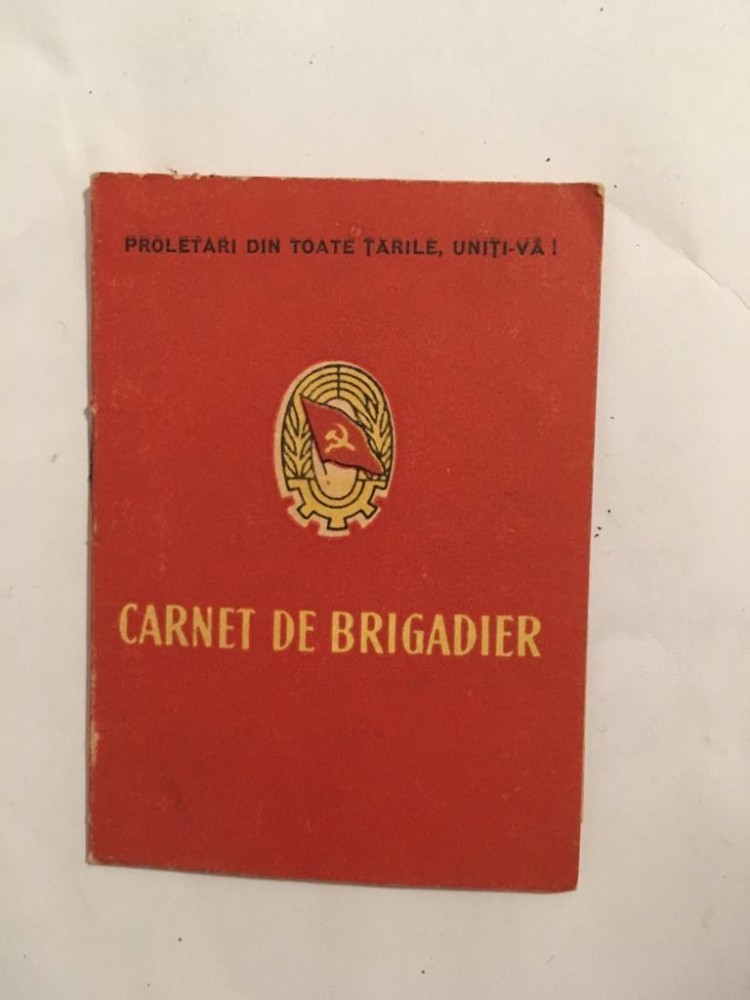 PROLETARI DIN TOATE ȚĂRILE, UNIȚI-VĂ!
CARNET DE BRIGADIER